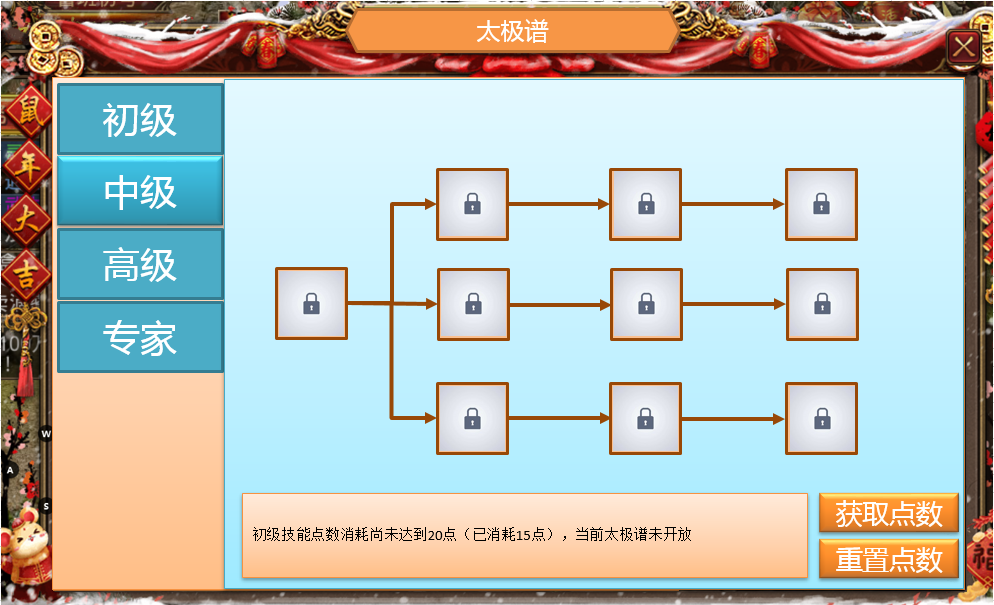 太极谱
初级
中级
高级
专家
鼠
年
大
吉
W
A
S
初级技能点数消耗尚未达到20点（已消耗15点），当前太极谱未开放
获取点数
重置点数
福